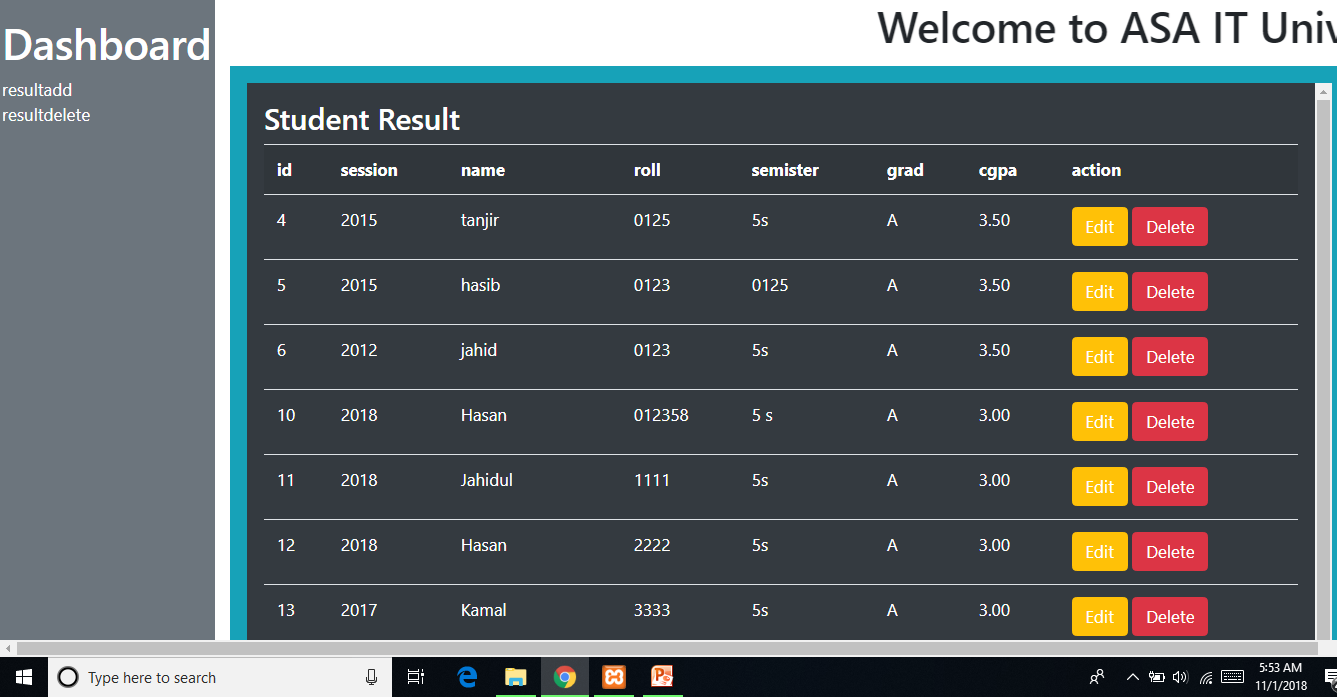 Dashboard
resultadd
resultdelete
Welcome to ASA IT Univ
Student Result
id session name roll semister grad cgpa action
4 2015 tanjir 0125 5s A 3.50 Edit Delete
5 2015 hasib 0123 0125 A 3.50 Edit Delete
6 2012 jahid 0123 5s A 3.50 Edit Delete
10 2018 Hasan 012358 5 s A 3.00 Edit Delete
11 2018 Jahidul 1111 5s A 3.00 Edit Delete
12 2018 Hasan 2222 5s A 3.00 Edit Delete
13 2017 Kamal 3333 5s A 3.00 Edit Delete
Type here to search
5:53 AM
11/1/2018